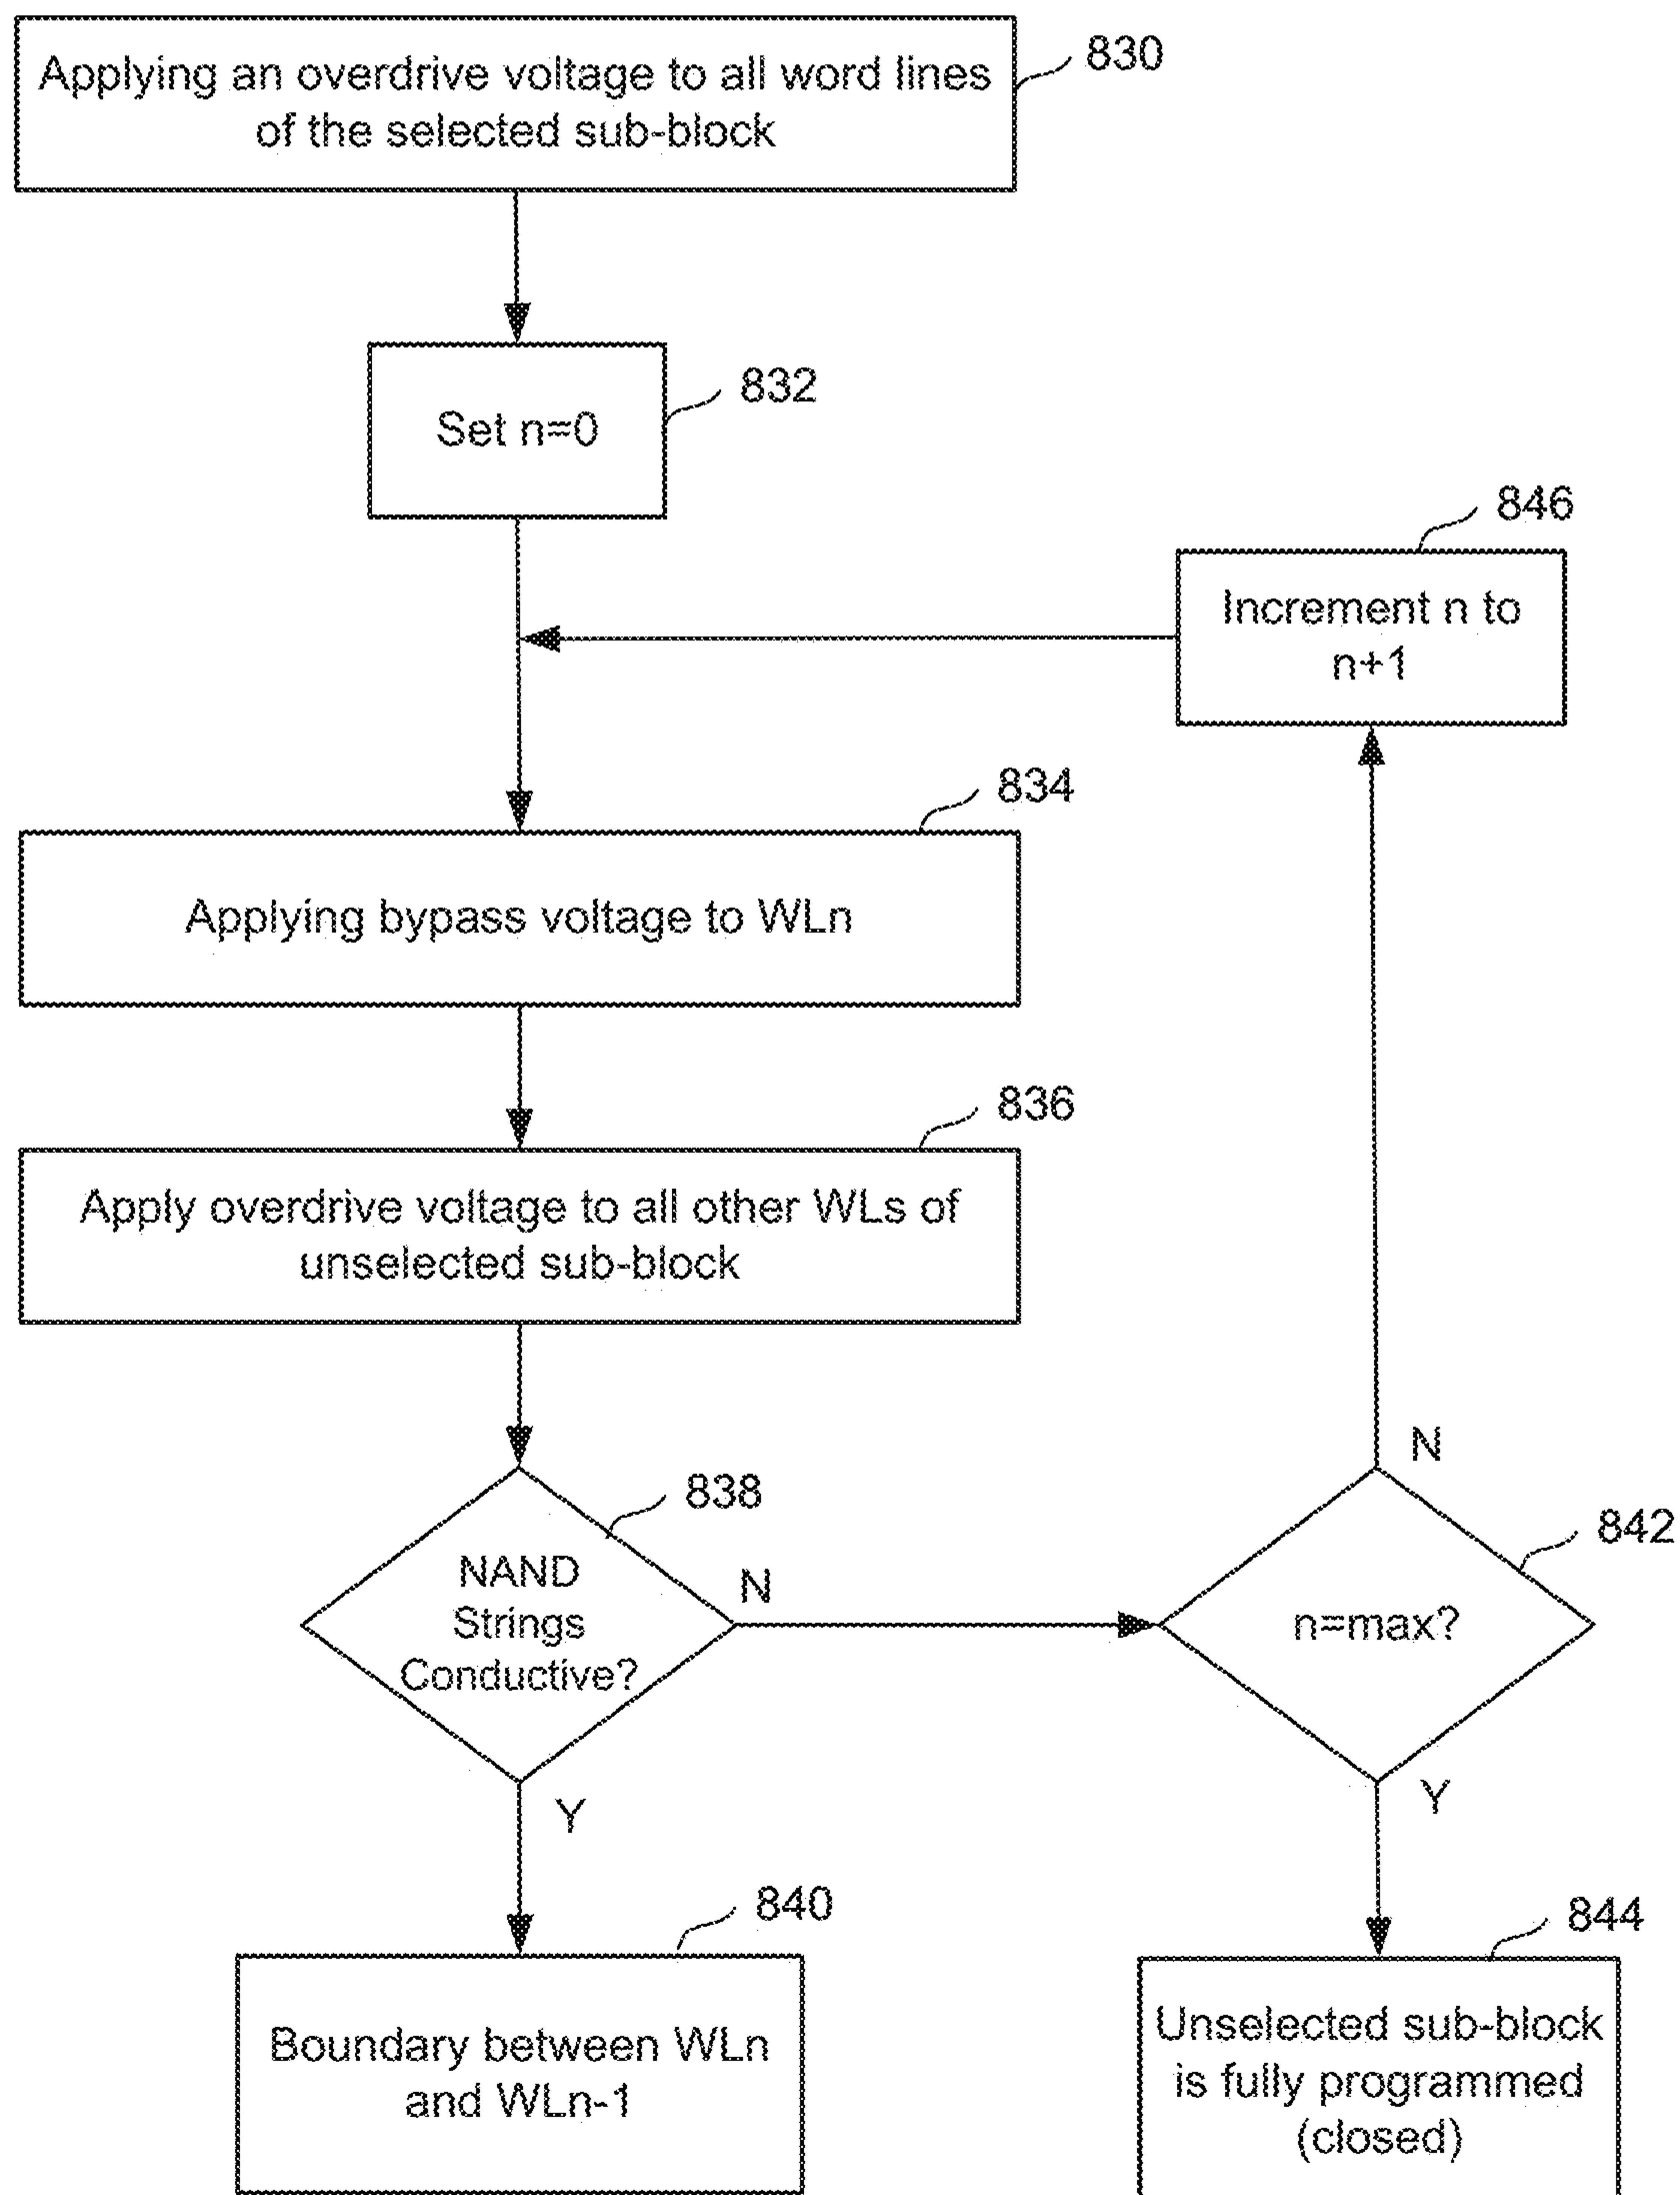 Applying an overdrive voltage to all word lines
of the selected sub-block
830
Set n=0
832
846
Increment n to
n+1
834
Applying bypass voltage to WLn
836
Apply overdrive voltage to all other WLs of
unselected sub-block
838
NAND
Strings
Conductive?
N
Y
N
842
n=max?
Y
840
Boundary between WLn
and WLn-1
844
Unselected sub-block
is fully programmed
(closed)